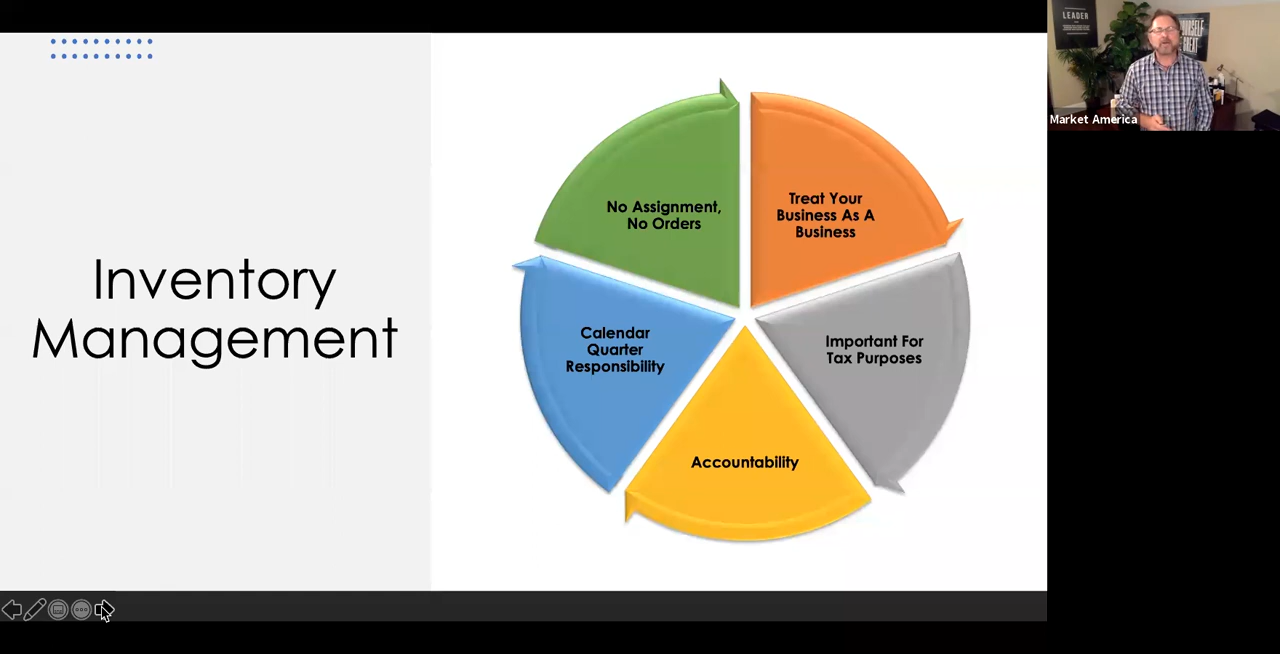 Inventory
Management
No Assignment,
No Orders
Treat Your
Business As A
Business
Important For
Tax Purposes
Accountability
Calendar
Quarter
Responsibility
LEADER
Market America